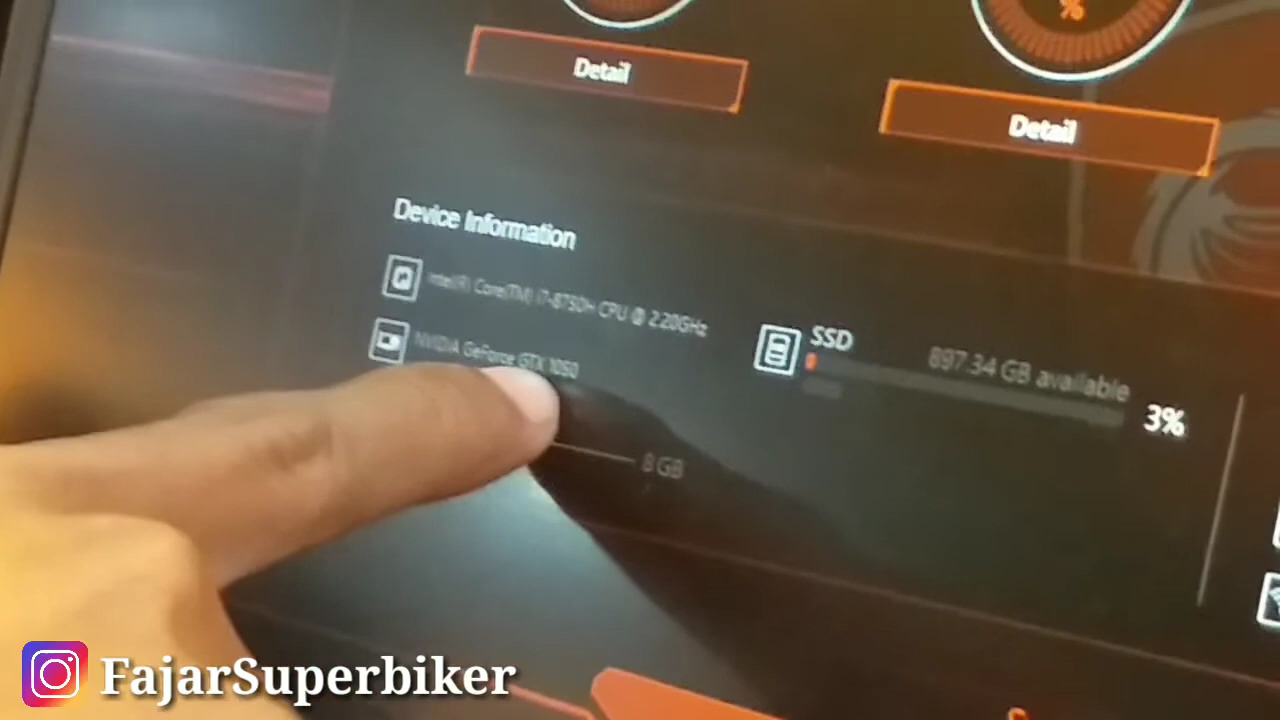 %
Detail
Detail
Device Information
Intel(R) Core(TM) i7-8750H CPU @ 2.20GHz
NVIDIA GeForce GTX 1050
8 GB
SSD
897.34 GB available
3%
FajarSuperbiker